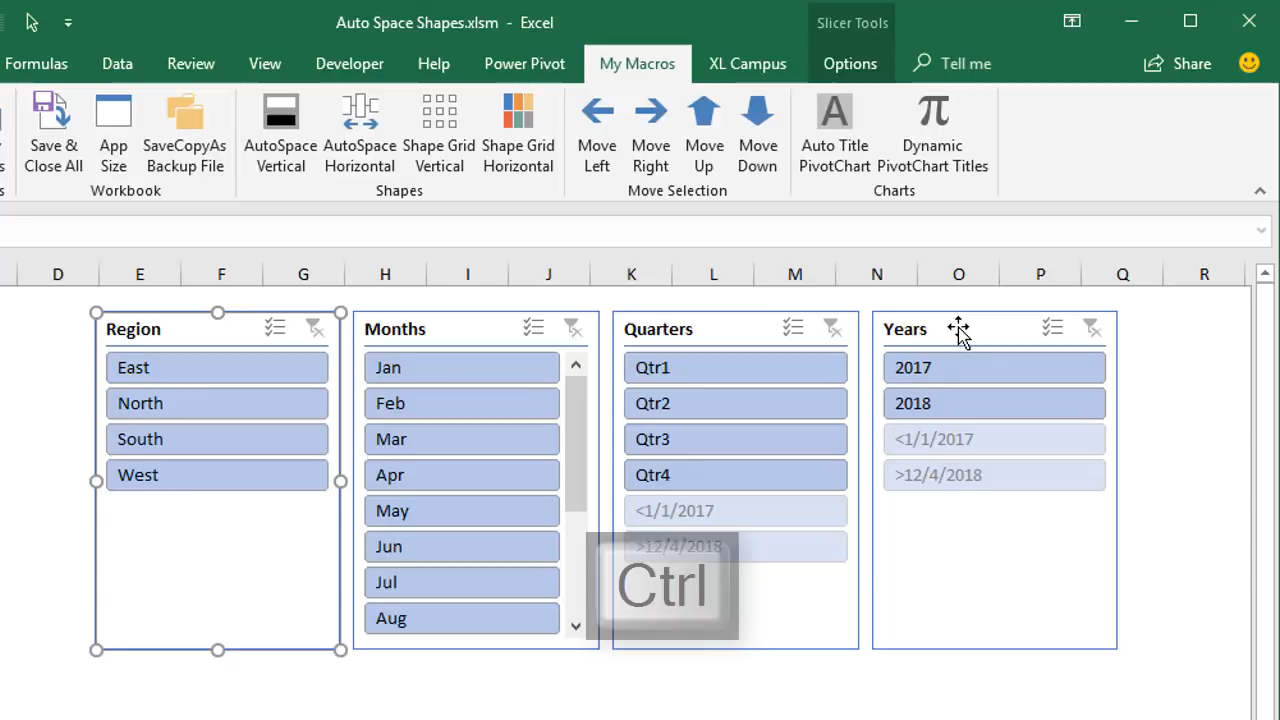 Auto Space Shapes.xlsm - Excel
Slicer Tools
Formulas Data Review View Developer Help Power Pivot My Macros XL Campus Options Tell me Share
Save & Close All
App Size
SaveCopyAs Backup File
AutoSpace Vertical
AutoSpace Horizontal
Shape Grid Vertical
Shape Grid Horizontal
Move Left
Move Right
Move Up
Move Down
Auto Title PivotChart
Dynamic PivotChart Titles
Workbook Shapes Move Selection Charts
D E F G H I J K L M N O P Q R
Region
East
North
South
West
Months
Jan
Feb
Mar
Apr
May
Jun
Jul
Aug
Quarters
Qtr1
Qtr2
Qtr3
Qtr4
<1/1/2017
>12/4/2018
Years
2017
2018
<1/1/2017
>12/4/2018
Ctrl